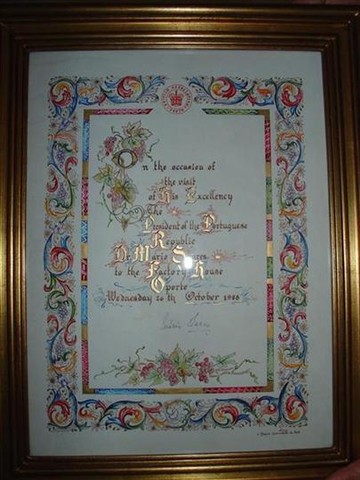 On the occasion of
the visit
of His Excellency
The
President of the Portuguese
Republic
Dr Mario Soares
to the Factory House
Oporto
Wednesday 26th October 1988